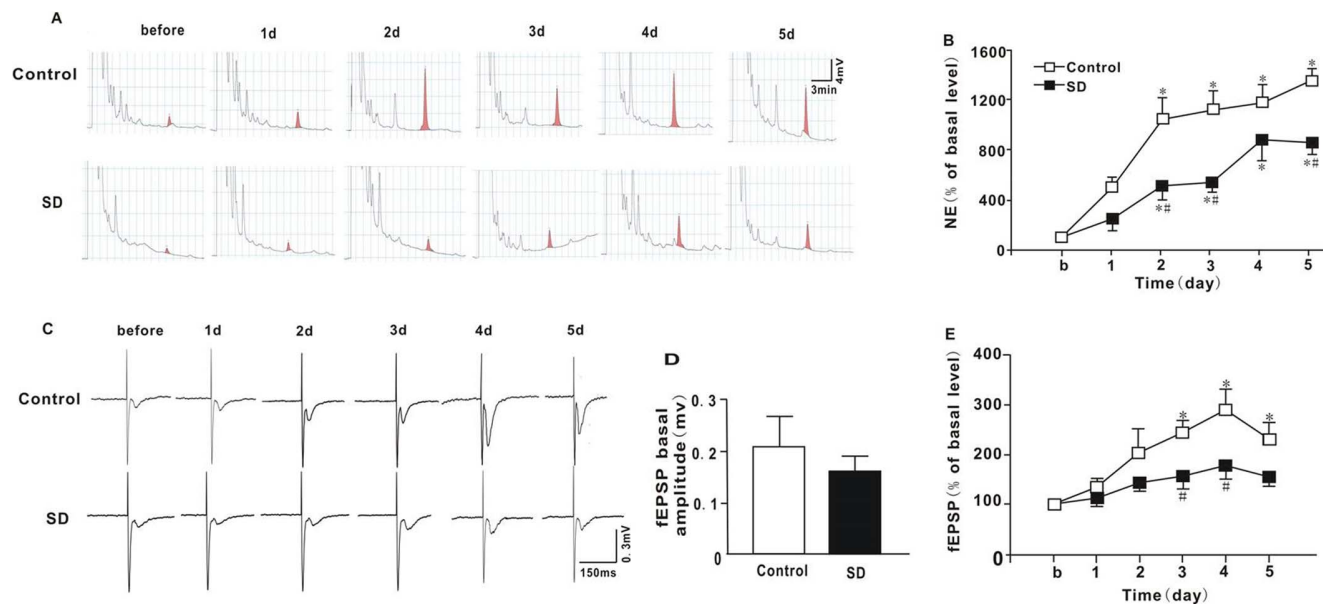 A
before 1d 2d 3d 4d 5d
Control
4mV
3min
SD
B
NE(% of basal level)
1600
1200
800
400
0
Control
SD
* * * *
*# *# * *#
b 1 2 3 4 5
Time(day)
C
before 1d 2d 3d 4d 5d
Control
SD
0.3mV
150ms
D
fEPSP basal
amplitude(mv)
0.3
0.2
0.1
0
Control SD
E
fEPSP(% of basal level)
400
300
200
100
0
* * *
# #
b 1 2 3 4 5
Time(day)